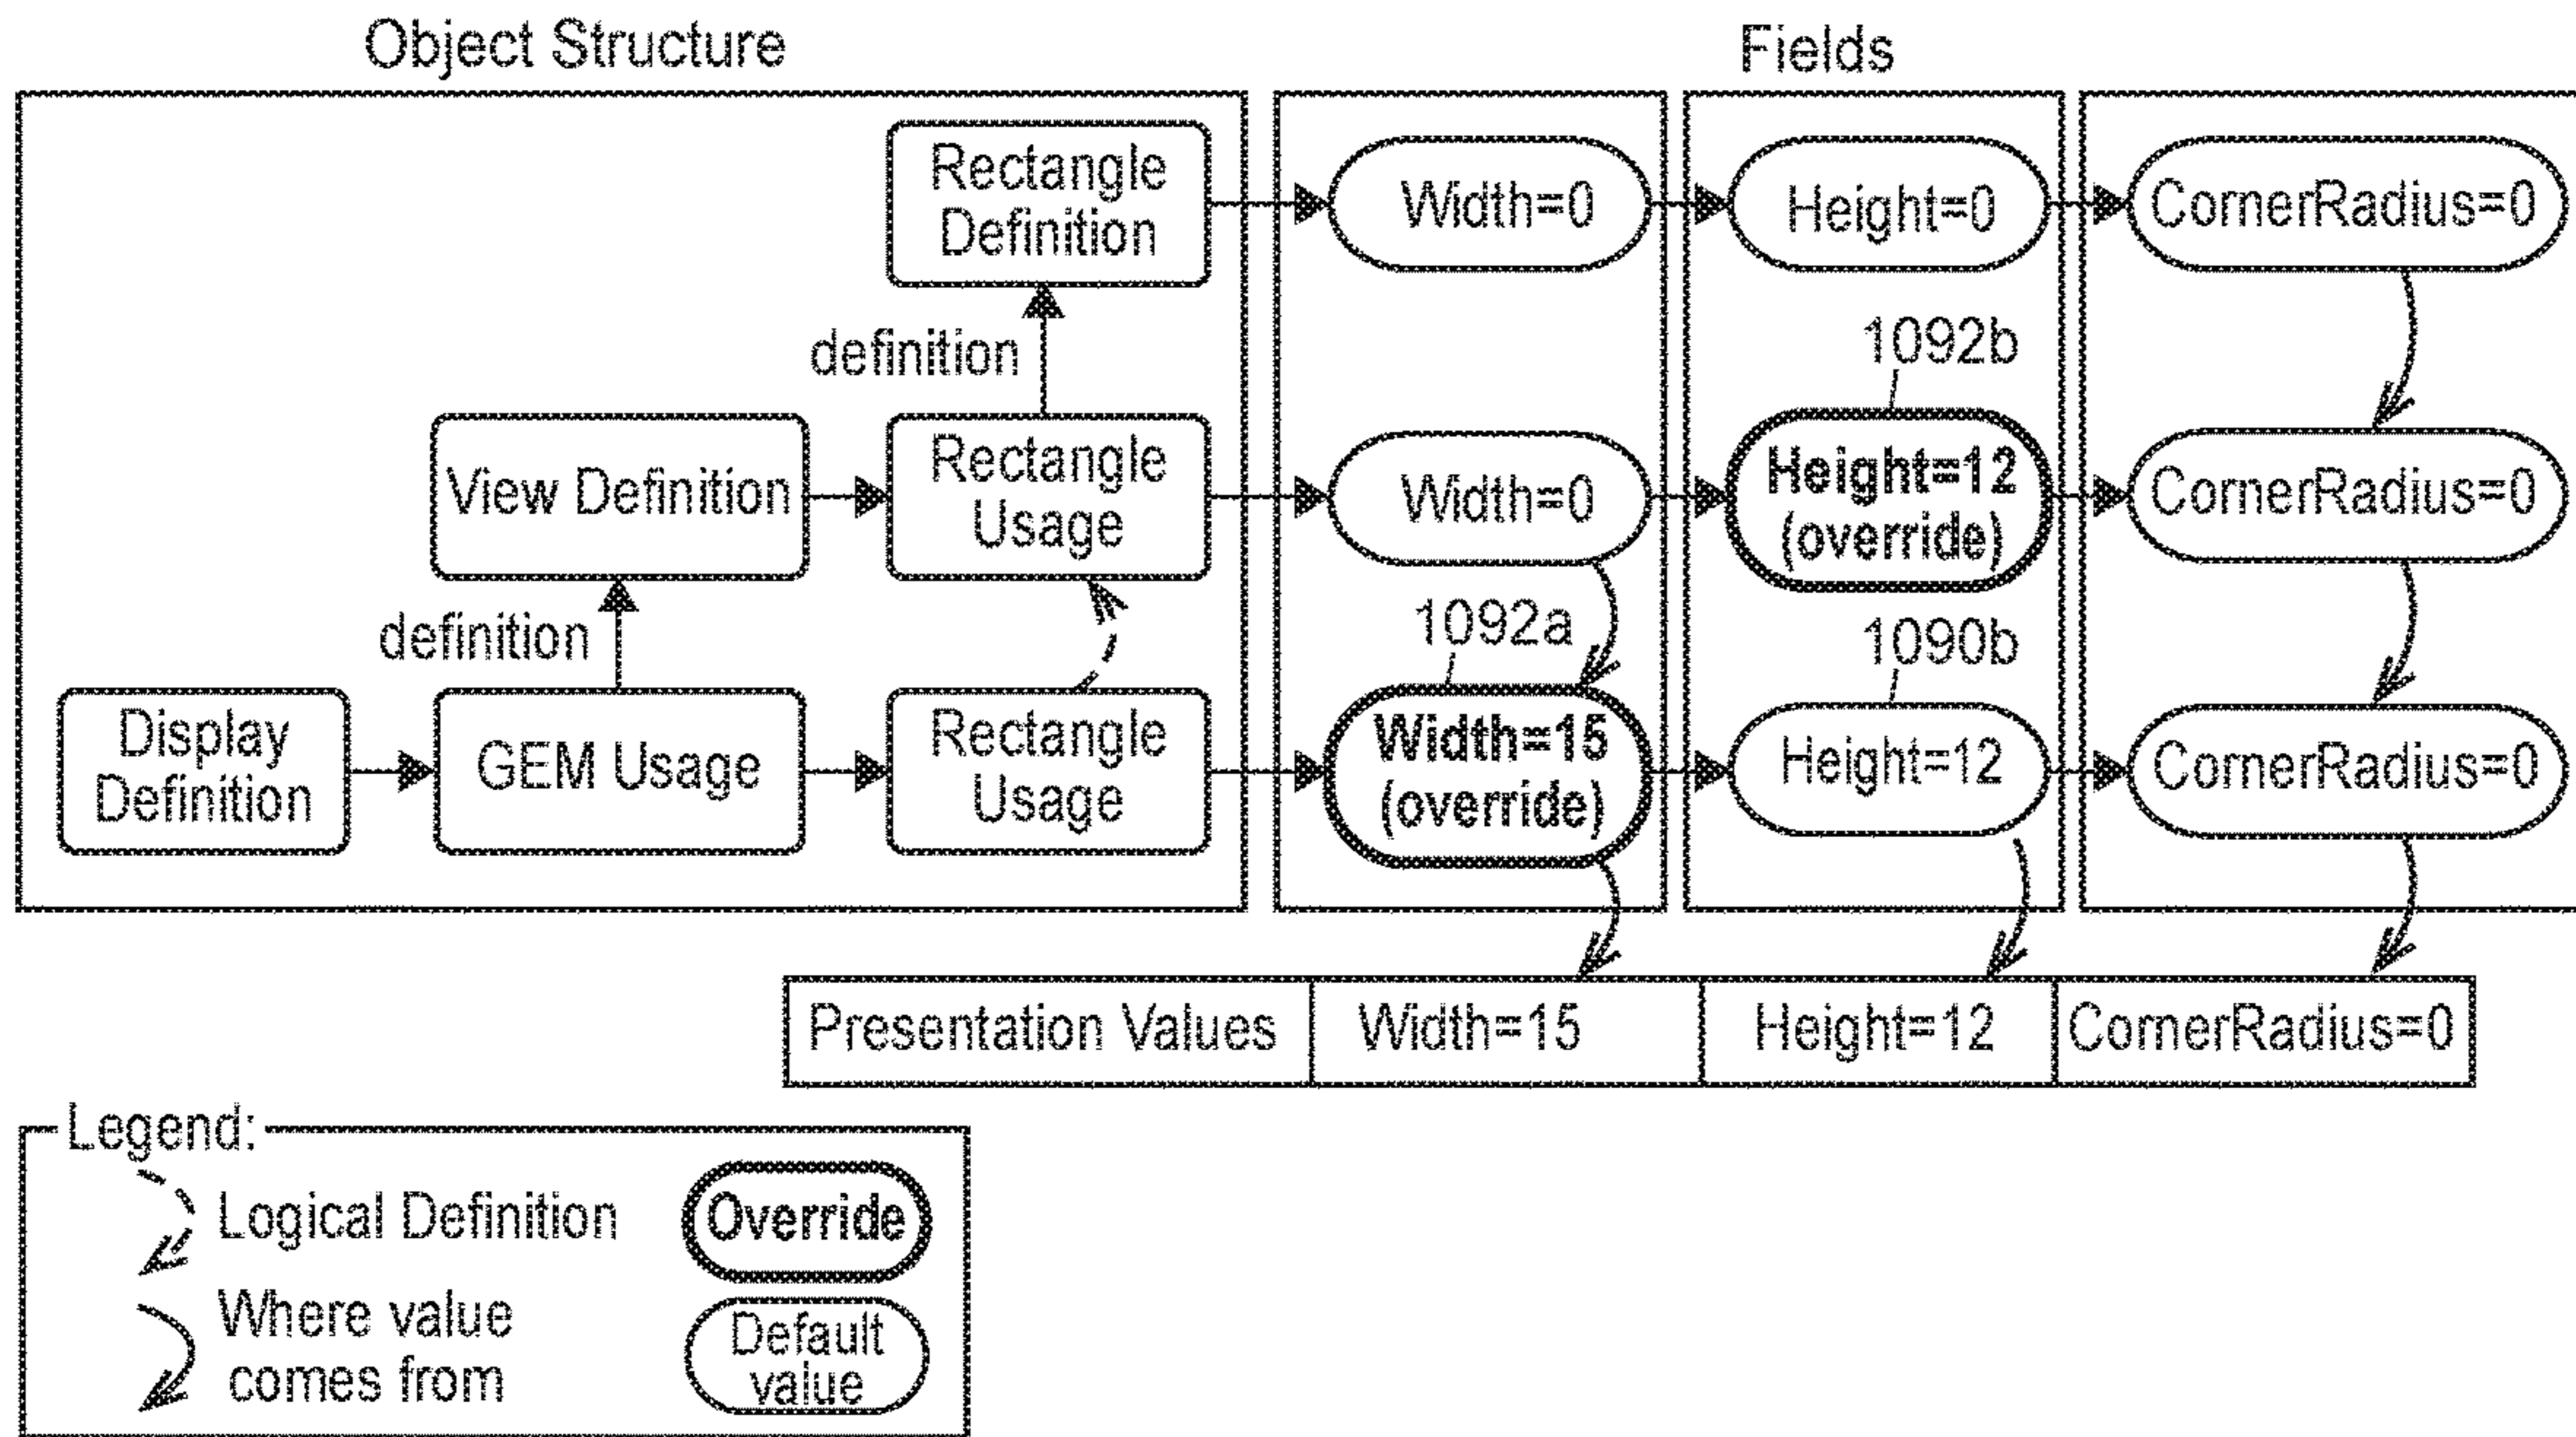 Object Structure
Fields
Rectangle
Definition
Width=0
Height=0
CornerRadius=0
definition
1092b
View Definition
Rectangle
Usage
Width=0
Height=12
(override)
CornerRadius=0
definition
1092a
1090b
Display
Definition
GEM Usage
Rectangle
Usage
Width=15
(override)
Height=12
CornerRadius=0
Presentation Values
Width=15
Height=12
CornerRadius=0
Legend:
Logical Definition
Override
Where value
comes from
Default
value